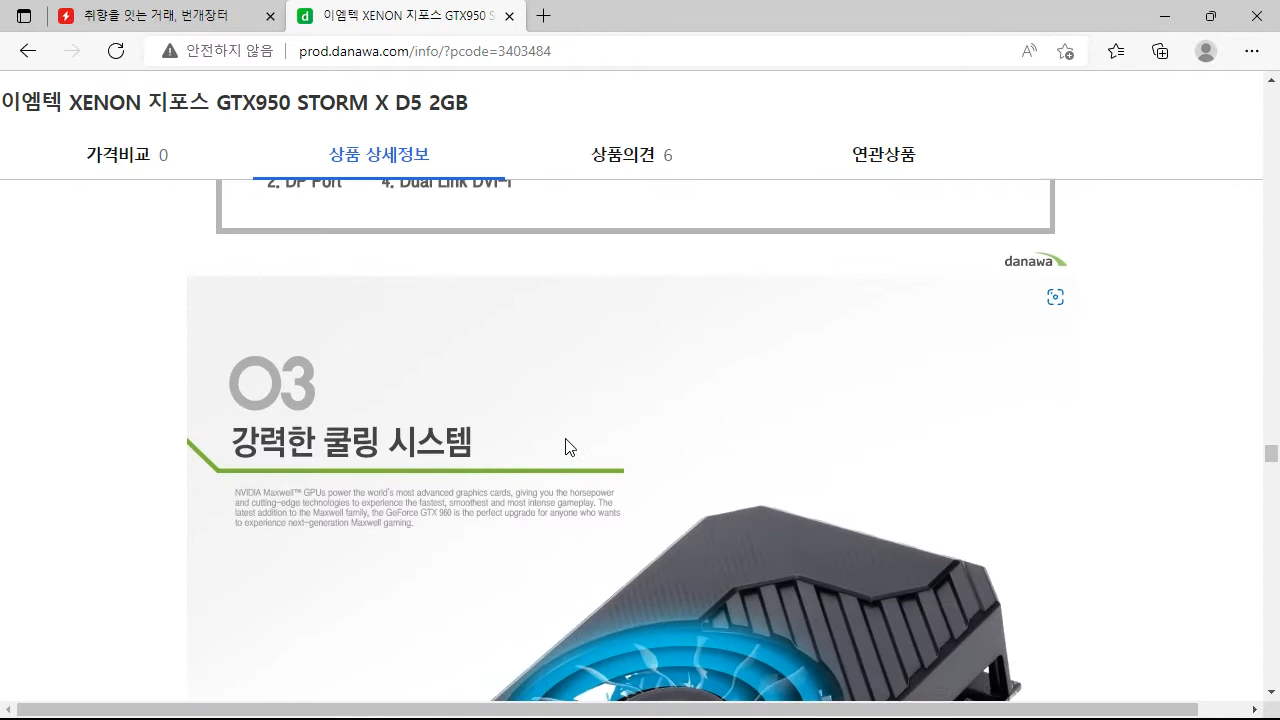 취향을 잇는 거래, 번개장터
이엠텍 XENON 지포스 GTX950 S
안전하지 않음
prod.danawa.com/info/?pcode=3403484
이엠텍 XENON 지포스 GTX950 STORM X D5 2GB
가격비교 0
상품 상세정보
상품의견 6
연관상품
2. DP Port 4. Dual Link DVI-I
danawa
03
강력한 쿨링 시스템
NVIDIA Maxwell™ GPUs power the world's most advanced graphics cards, giving you the horsepower
and cutting-edge technologies to experience the fastest, smoothest and most intense gameplay. The
latest addition to the Maxwell family, the GeForce GTX 960 is the perfect upgrade for anyone who wants
to experience next-generation Maxwell gaming.